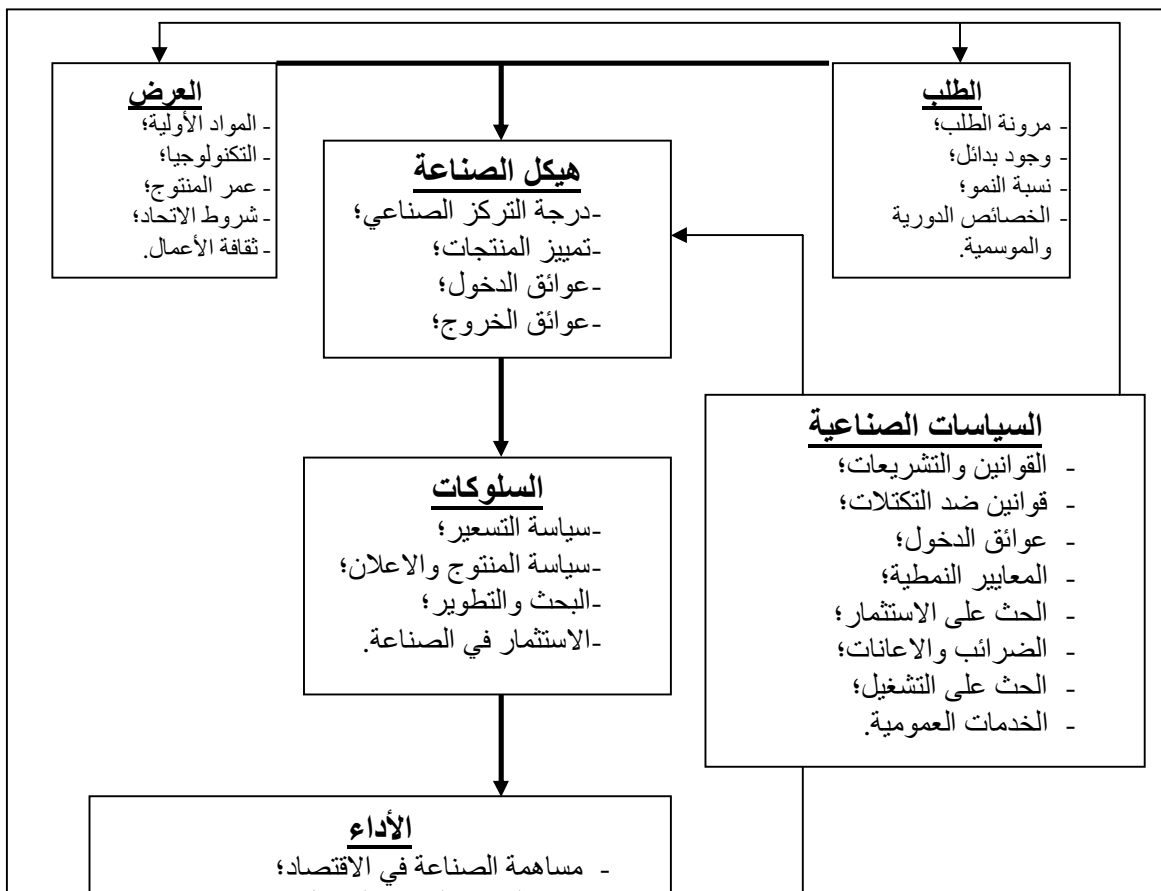 الطلب
- مرونة الطلب؛
- وجود بدائل؛
- نسبة النمو؛
- الخصائص الدورية
والموسمية.
العرض
- المواد الأولية؛
- التكنولوجيا؛
- عمر المنتوج؛
- شروط الاتحاد؛
- ثقافة الأعمال.
هيكل الصناعة
-درجة التركز الصناعي؛
-تمييز المنتجات؛
-عوائق الدخول؛
-عوائق الخروج؛
السياسات الصناعية
- القوانين والتشريعات؛
- قوانين ضد التكتلات؛
- عوائق الدخول؛
- المعايير النمطية؛
- الحث على الاستثمار؛
- الضرائب والاعانات؛
- الحث على التشغيل؛
- الخدمات العمومية.
السلوكات
-سياسة التسعير؛
-سياسة المنتوج والاعلان؛
-البحث والتطوير؛
-الاستثمار في الصناعة.
الأداء
- مساهمة الصناعة في الاقتصاد؛